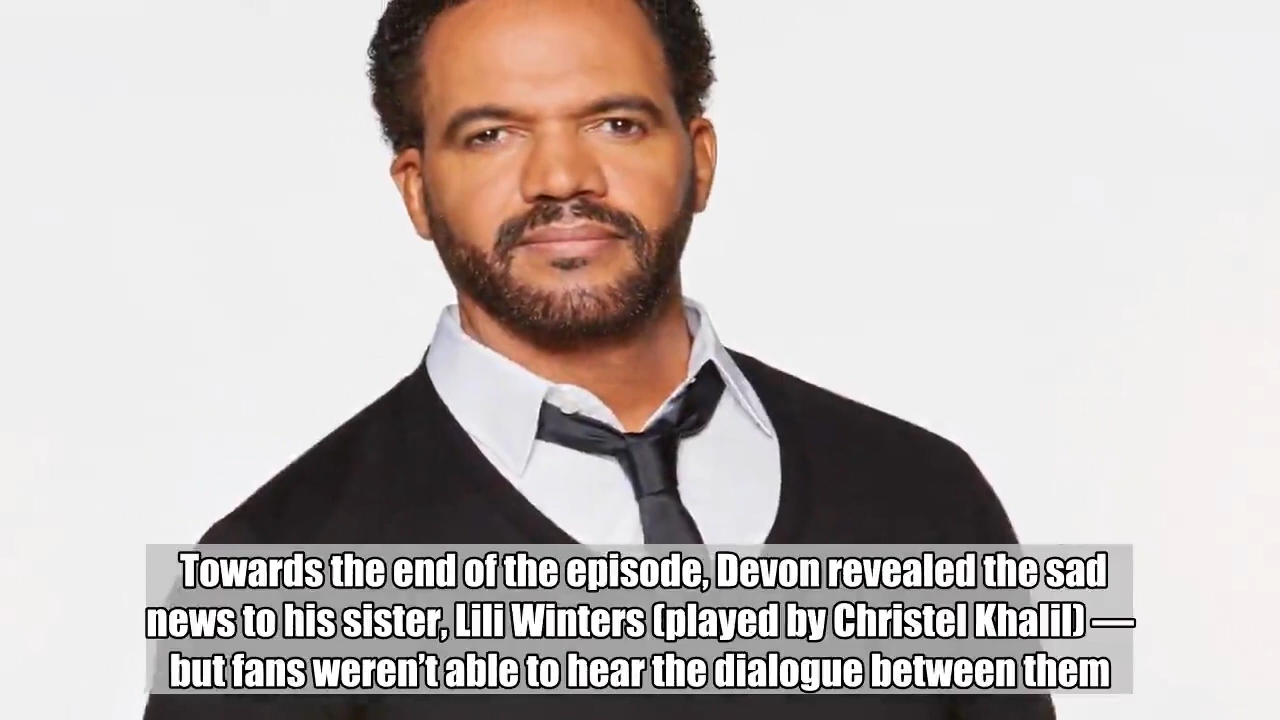 Towards the end of the episode, Devon revealed the sad
news to his sister, Lili Winters (played by Christel Khalil) —
but fans weren't able to hear the dialogue between them